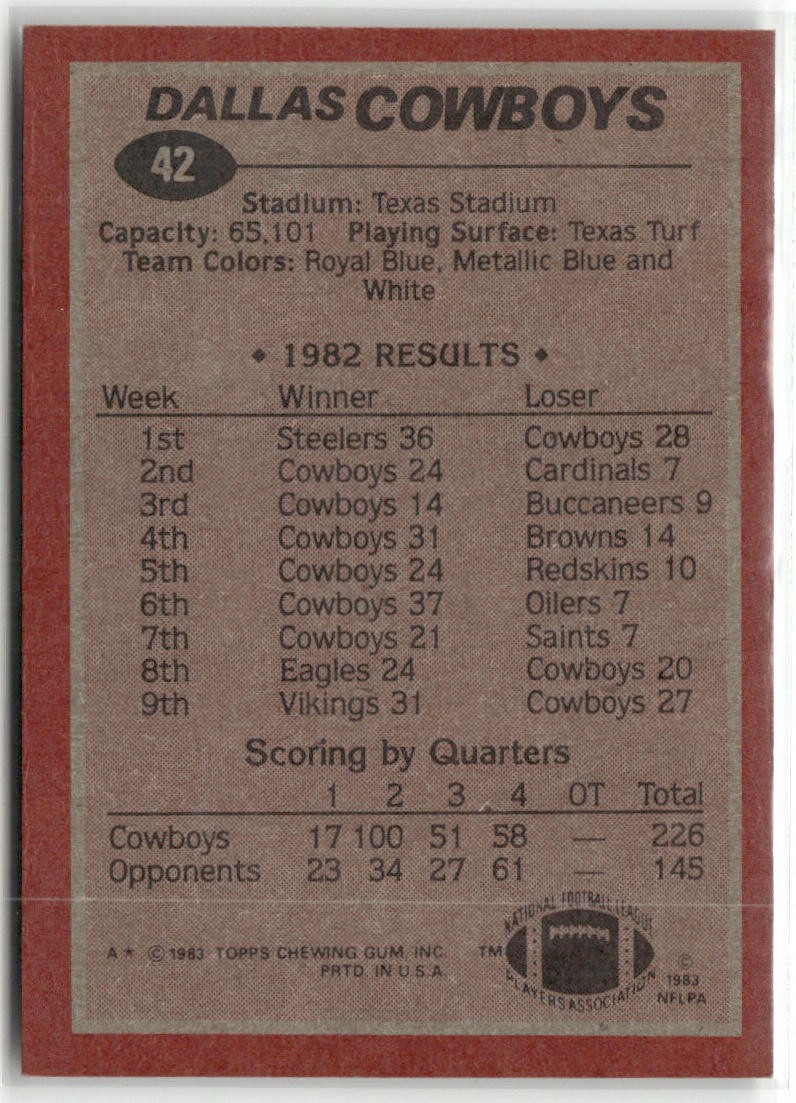 DALLAS COWBOYS
42
Stadium: Texas Stadium
Capacity: 65,101 Playing Surface: Texas Turf
Team Colors: Royal Blue, Metallic Blue and
White
◆ 1982 RESULTS ◆
Week Winner Loser
1st Steelers 36 Cowboys 28
2nd Cowboys 24 Cardinals 7
3rd Cowboys 14 Buccaneers 9
4th Cowboys 31 Browns 14
5th Cowboys 24 Redskins 10
6th Cowboys 37 Oilers 7
7th Cowboys 21 Saints 7
8th Eagles 24 Cowboys 20
9th Vikings 31 Cowboys 27
Scoring by Quarters
1 2 3 4 OT Total
Cowboys 17 100 51 58 — 226
Opponents 23 34 27 61 — 145
A* © 1983 TOPPS CHEWING GUM, INC.
PRTD. IN U.S.A.
TM
NATIONAL FOOTBALL LEAGUE
PLAYERS ASSOCIATION
©
1983
NFLPA